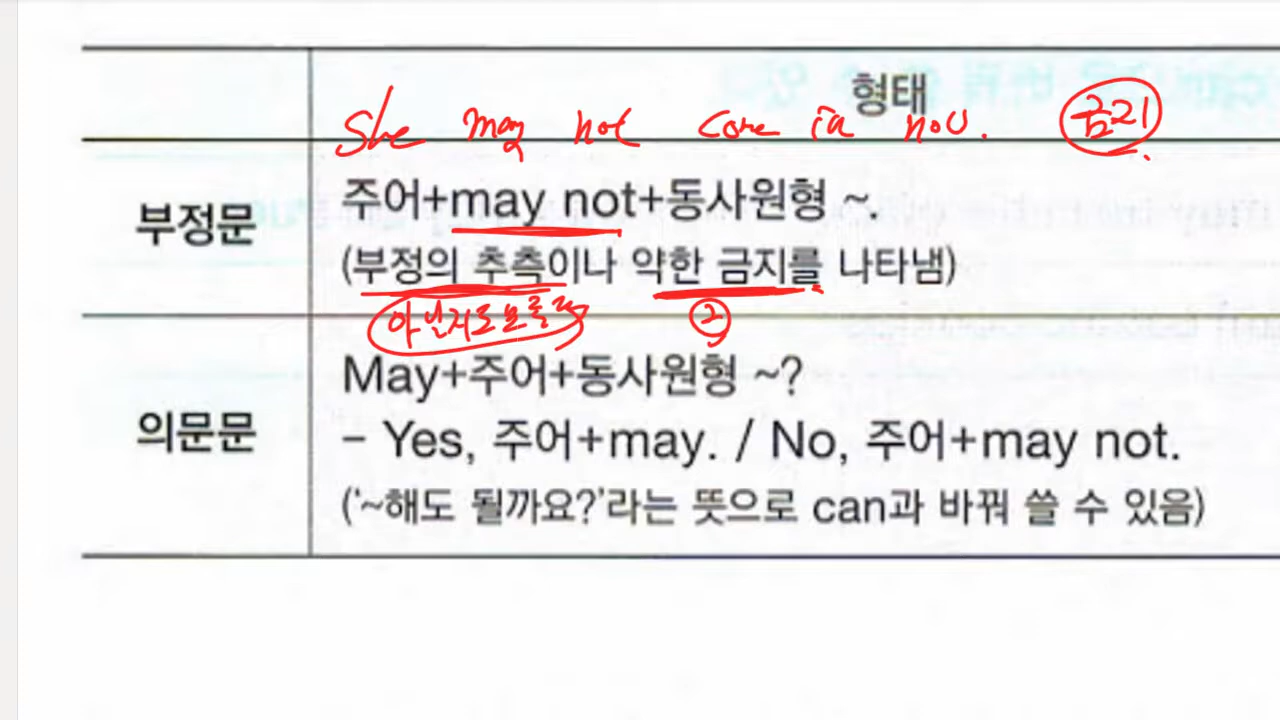 형태
She may not come in now. 금지
부정문
주어+may not+동사원형 ~.
(부정의 추측이나 약한 금지를 나타냄)
아닌지도모른다 ②
의문문
May+주어+동사원형 ~?
– Yes, 주어+may. / No, 주어+may not.
('~해도 될까요?'라는 뜻으로 can과 바꿔 쓸 수 있음)